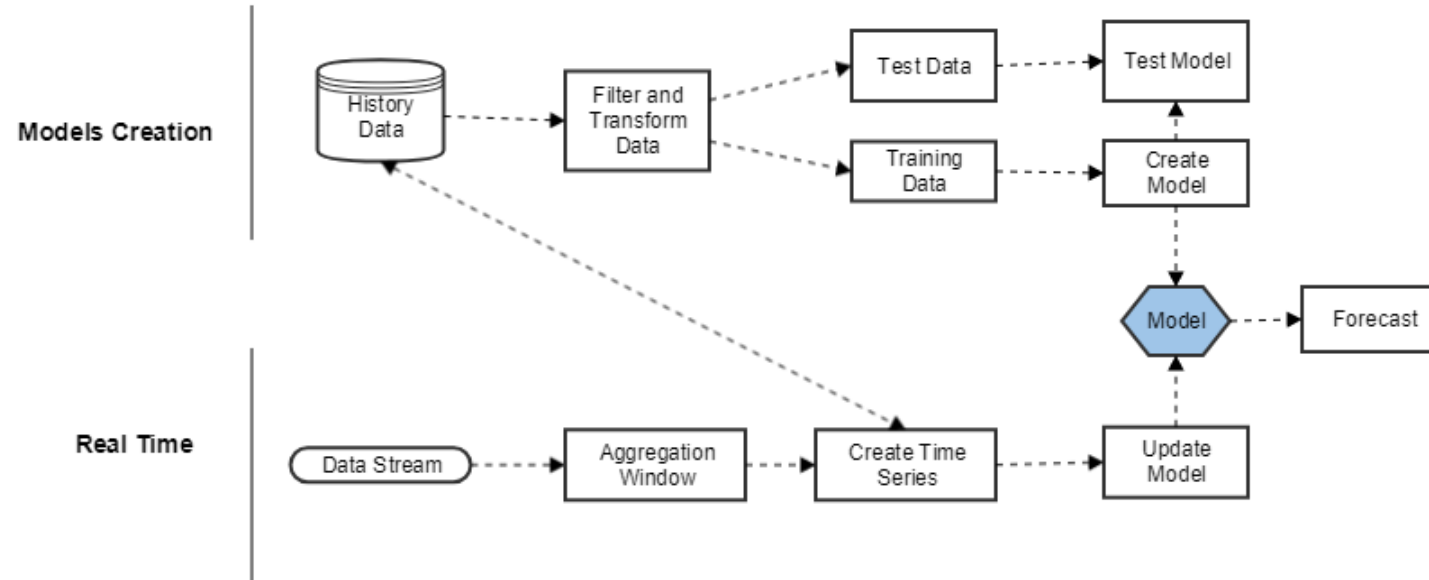 Models Creation
History
Data
Filter and
Transform
Data
Test Data
Test Model
Training
Data
Create
Model
Model
Forecast
Real Time
Data Stream
Aggregation
Window
Create Time
Series
Update
Model